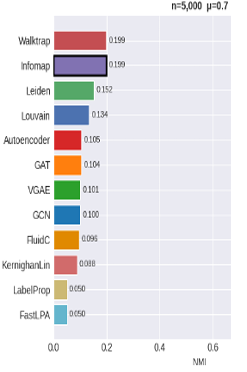 n=5,000 μ=0.7
Walktrap 0.199
Infomap 0.199
Leiden 0.152
Louvain 0.134
Autoencoder 0.105
GAT 0.104
VGAE 0.101
GCN 0.100
FluidC 0.096
KernighanLin 0.088
LabelProp 0.050
FastLPA 0.050
0.0 0.2 0.4 0.6
NMI